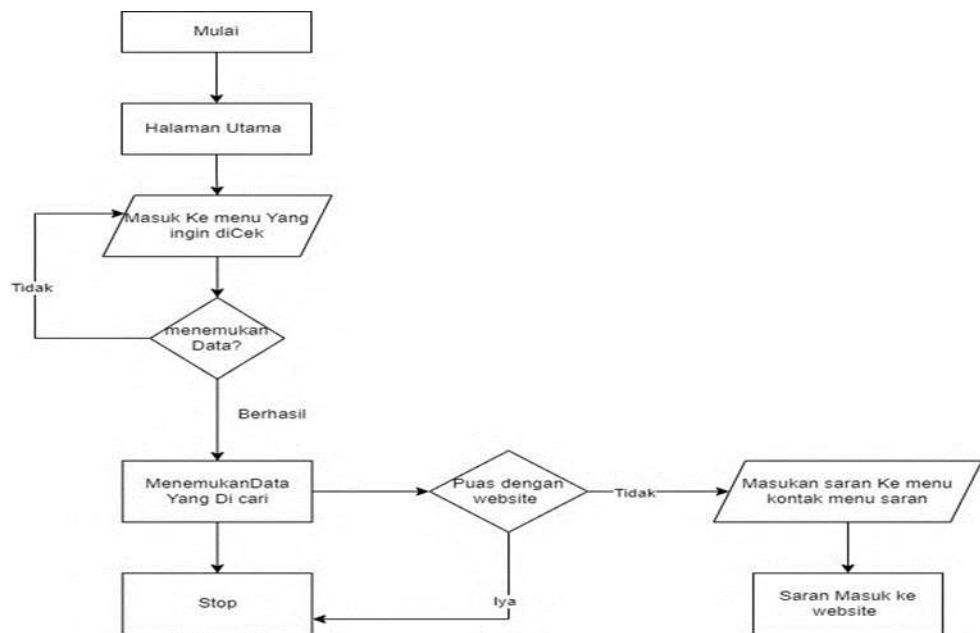 Mulai
Halaman Utama
Masuk Ke menu Yang
ingin diCek
Tidak
menemukan
Data?
Berhasil
MenemukanData
Yang Di cari
Puas dengan
website
Tidak
Masukan saran Ke menu
kontak menu saran
Iya
Stop
Saran Masuk ke
website